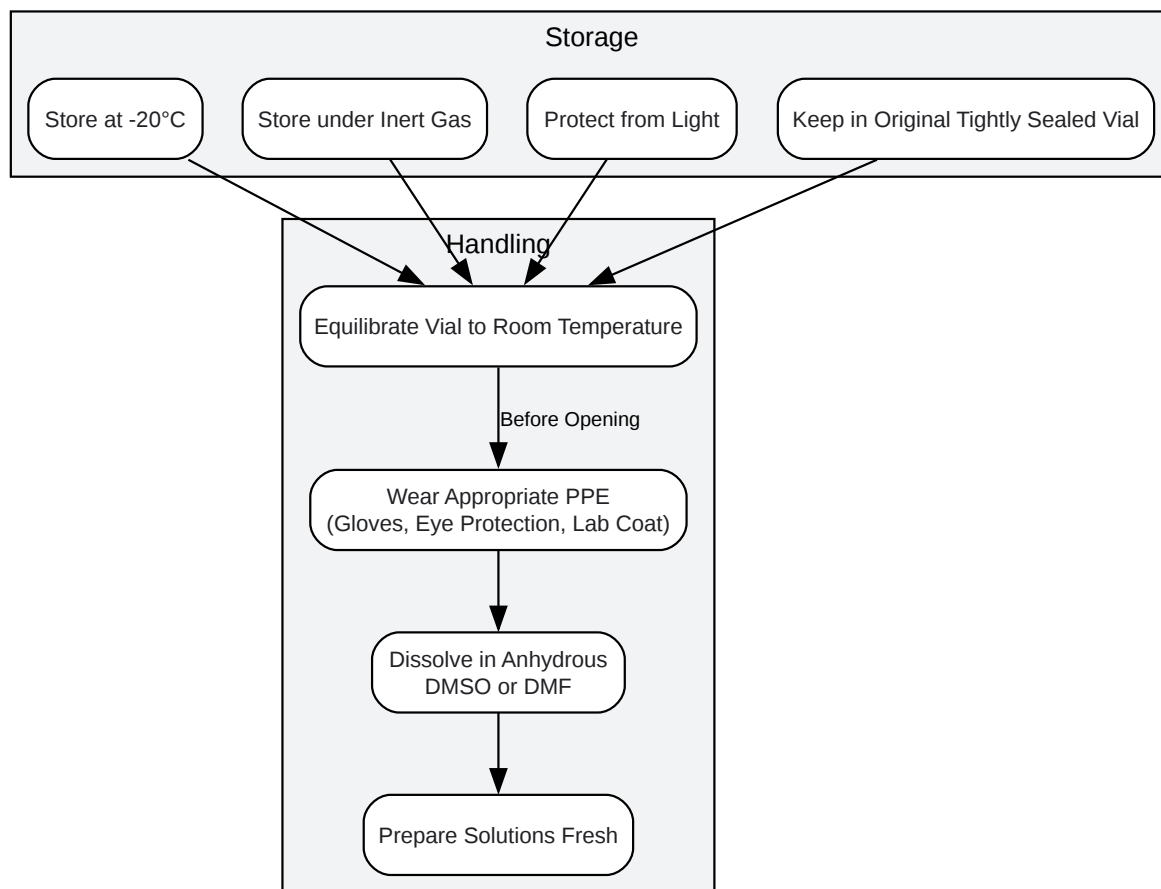 Storage
Store at -20°C
Store under Inert Gas
Protect from Light
Keep in Original Tightly Sealed Vial
Handling
Equilibrate Vial to Room Temperature
Before Opening
Wear Appropriate PPE
(Gloves, Eye Protection, Lab Coat)
Dissolve in Anhydrous
DMSO or DMF
Prepare Solutions Fresh